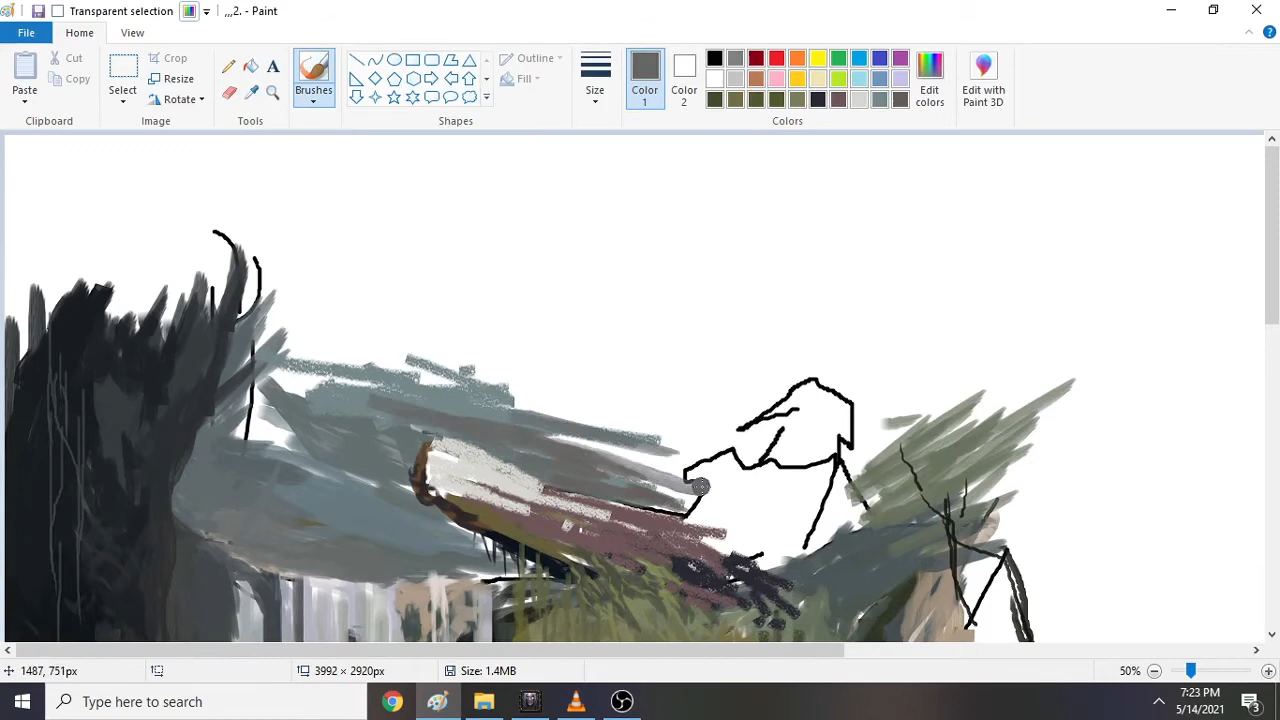 Transparent selection ,,,2. - Paint
File Home View
Paste Cut Copy
Clipboard
Select Crop Resize Rotate
Image
Tools
Brushes
Outline Fill
Shapes
Size
Color 1 Color 2
Colors
Edit colors
Edit with Paint 3D
1487, 751px 3992 × 2920px Size: 1.4MB 50%
Type here to search
7:23 PM
5/14/2021
3